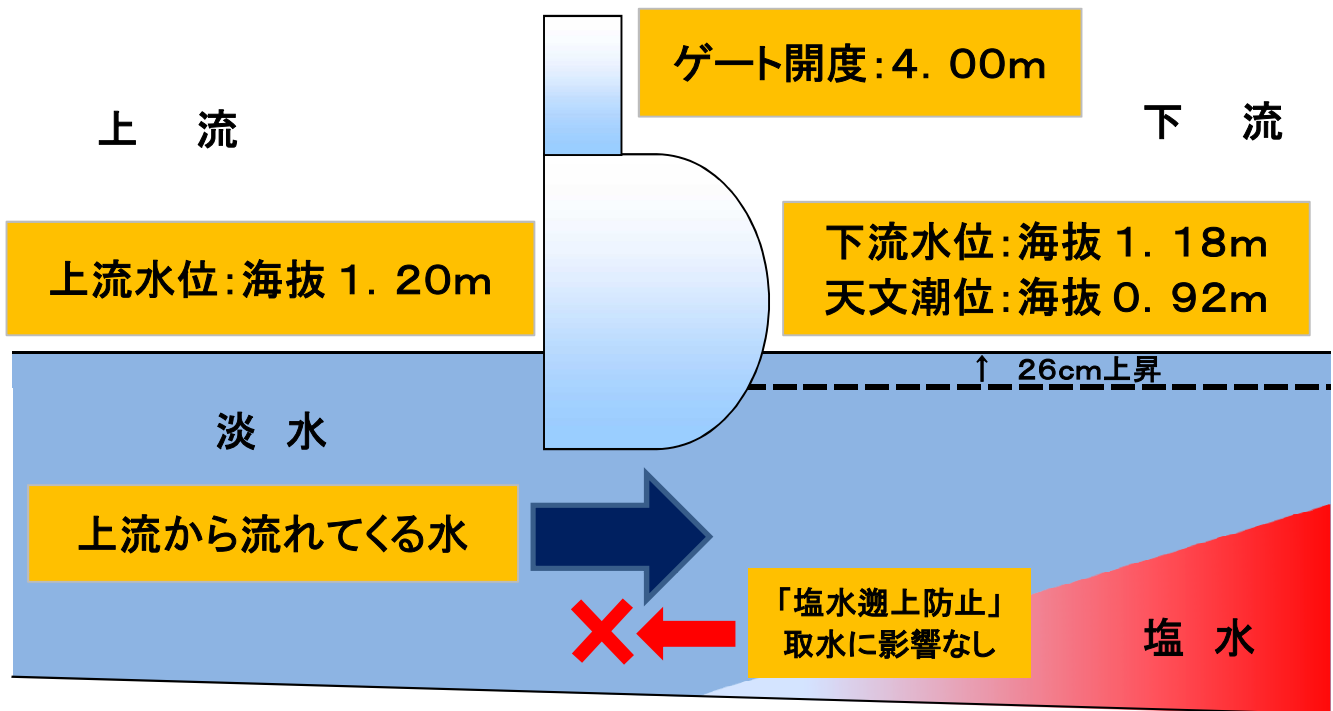 ゲート開度:4.00m
上 流
下 流
上流水位:海抜1.20m
下流水位:海抜1.18m
天文潮位:海抜0.92m
↑ 26cm上昇
淡 水
上流から流れてくる水
「塩水遡上防止」
取水に影響なし
塩 水